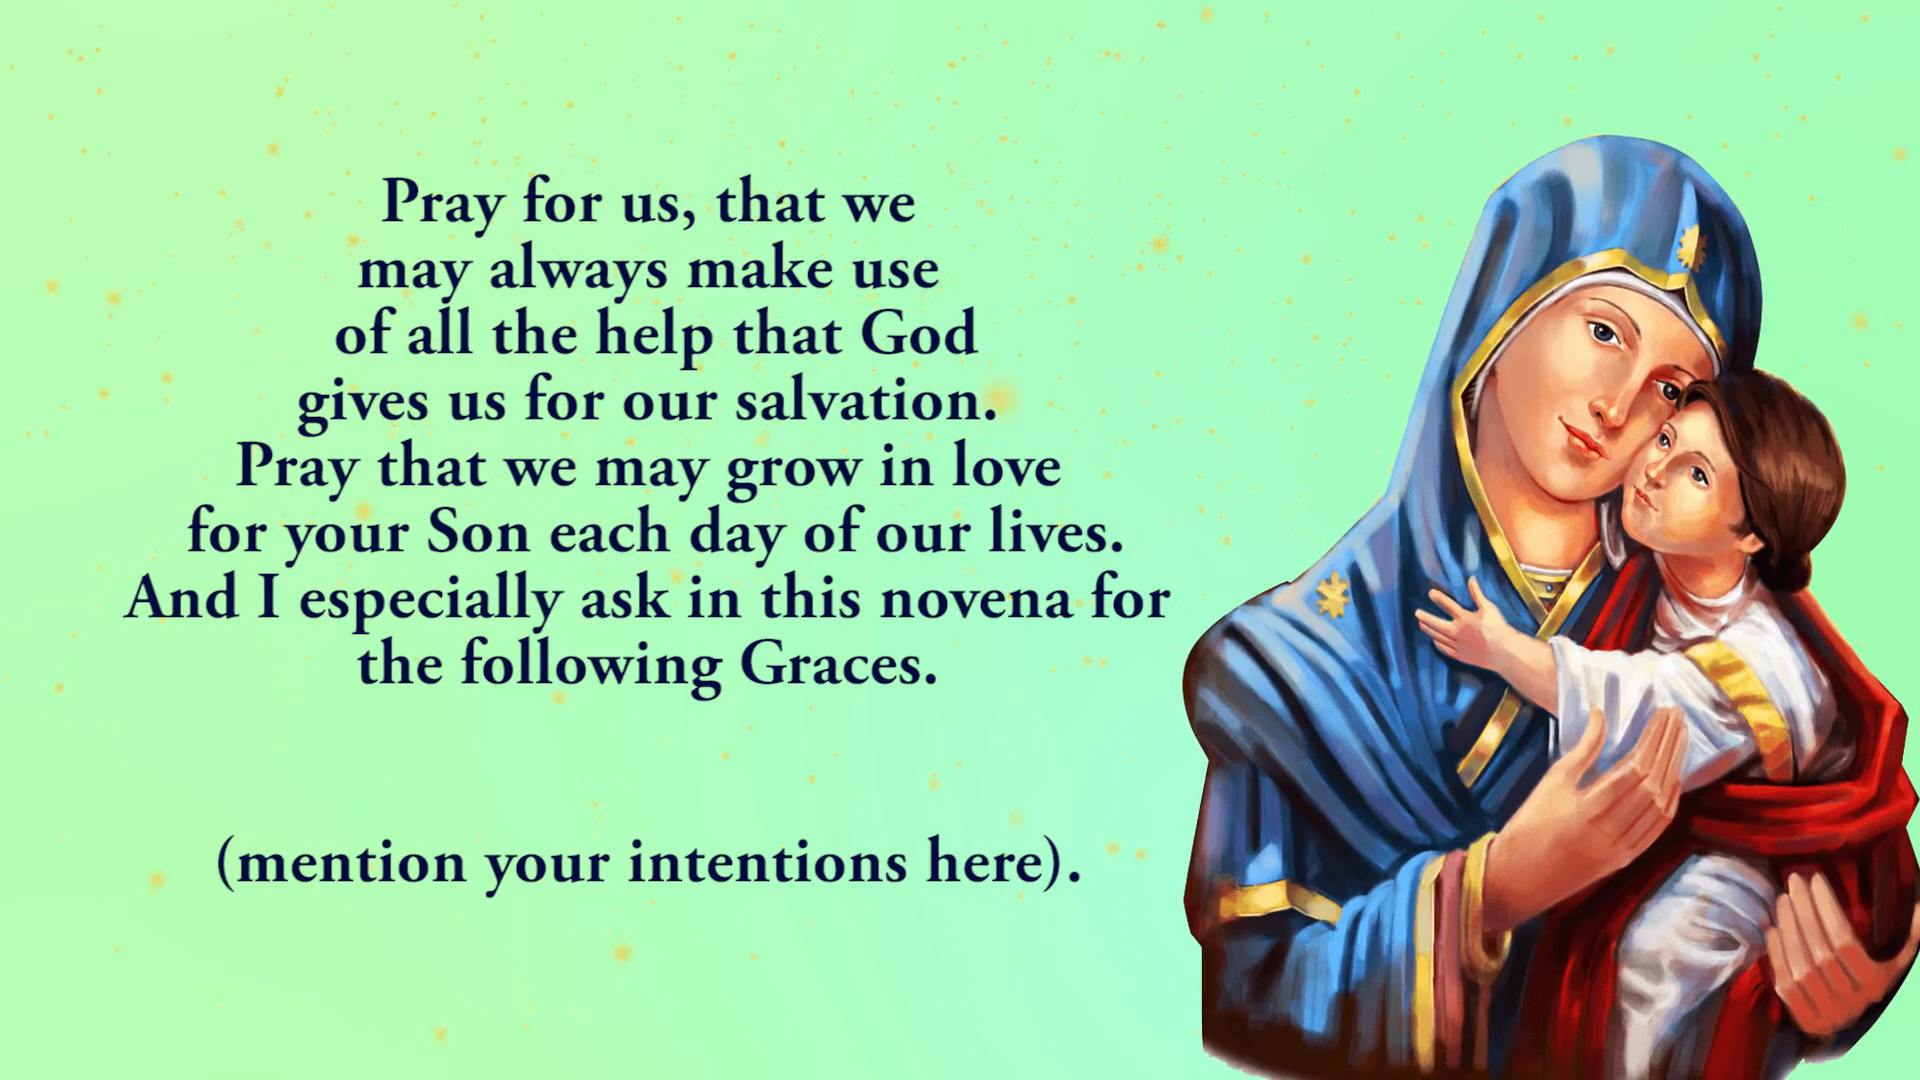 Pray for us, that we
may always make use
of all the help that God
gives us for our salvation.
Pray that we may grow in love
for your Son each day of our lives.
And I especially ask in this novena for
the following Graces.
(mention your intentions here).